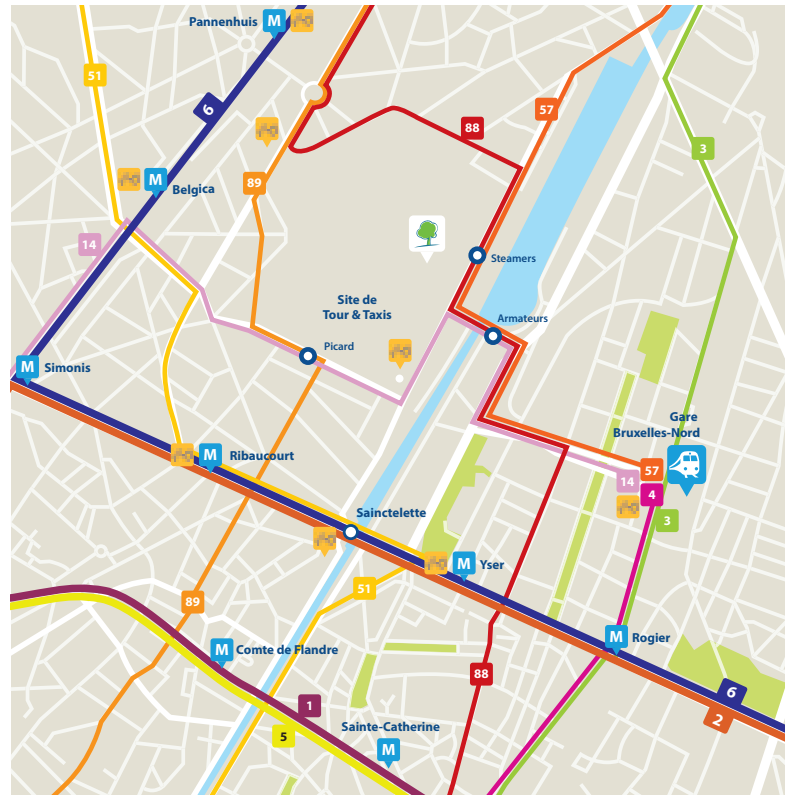 Pannenhuis
M
51
6
57
88
3
M
Belgica
89
14
Steamers
Site de
Tour & Taxis
Armateurs
Picard
M
Simonis
Gare
Bruxelles-Nord
M
Ribaucourt
57
14
4
Sainctelette
3
M
Yser
51
89
M
Rogier
M
Comte de Flandre
88
6
1
2
Sainte-Catherine
5
M